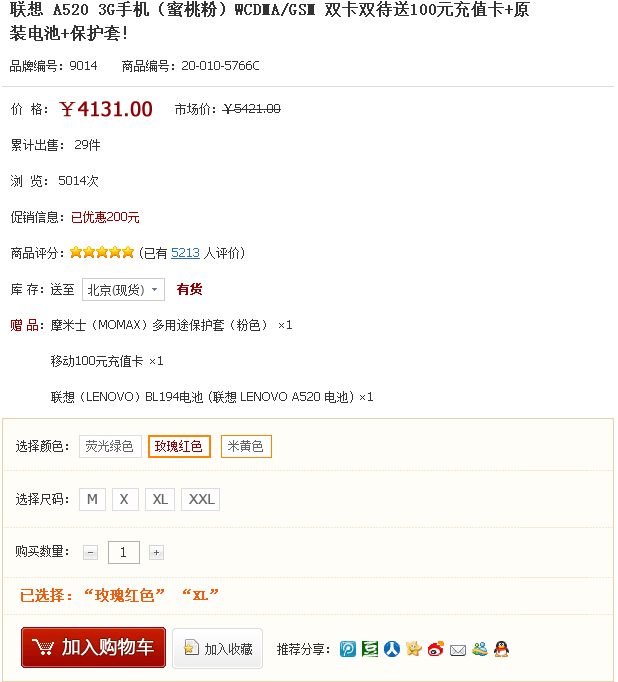 联想 A520 3G手机（蜜桃粉）WCDMA/GSM 双卡双待送100元充值卡+原
装电池+保护套！
品牌编号：9014 商品编号：20-010-5766C
价 格：￥4131.00 市场价：￥5421.00
累计出售： 29件
浏 览： 5014次
促销信息：已优惠200元
商品评分： (已有 5213 人评价)
库 存：送至 北京(现货) 有货
赠 品：摩米士（MOMAX）多用途保护套（粉色） ×1
移动100元充值卡 ×1
联想（LENOVO）BL194电池 (联想 LENOVO A520 电池) ×1
选择颜色： 荧光绿色 玫瑰红色 米黄色
选择尺码： M X XL XXL
购买数量： − 1 +
已选择：“玫瑰红色” “XL”
加入购物车 加入收藏 推荐分享：